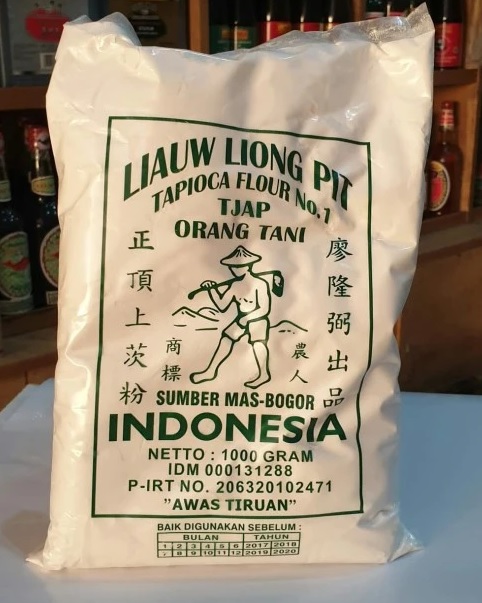 LIAUW LIONG PIT
TAPIOCA FLOUR No.1
TJAP
ORANG TANI
正頂上茨粉
廖隆弼出品
商標
農人
SUMBER MAS-BOGOR
INDONESIA
NETTO : 1000 GRAM
IDM 000131288
P-IRT NO. 206320102471
"AWAS TIRUAN"
BAIK DIGUNAKAN SEBELUM :
BULAN TAHUN
1 2 3 4 5 6 2017 2018
7 8 9 10 11 12 2019 2020